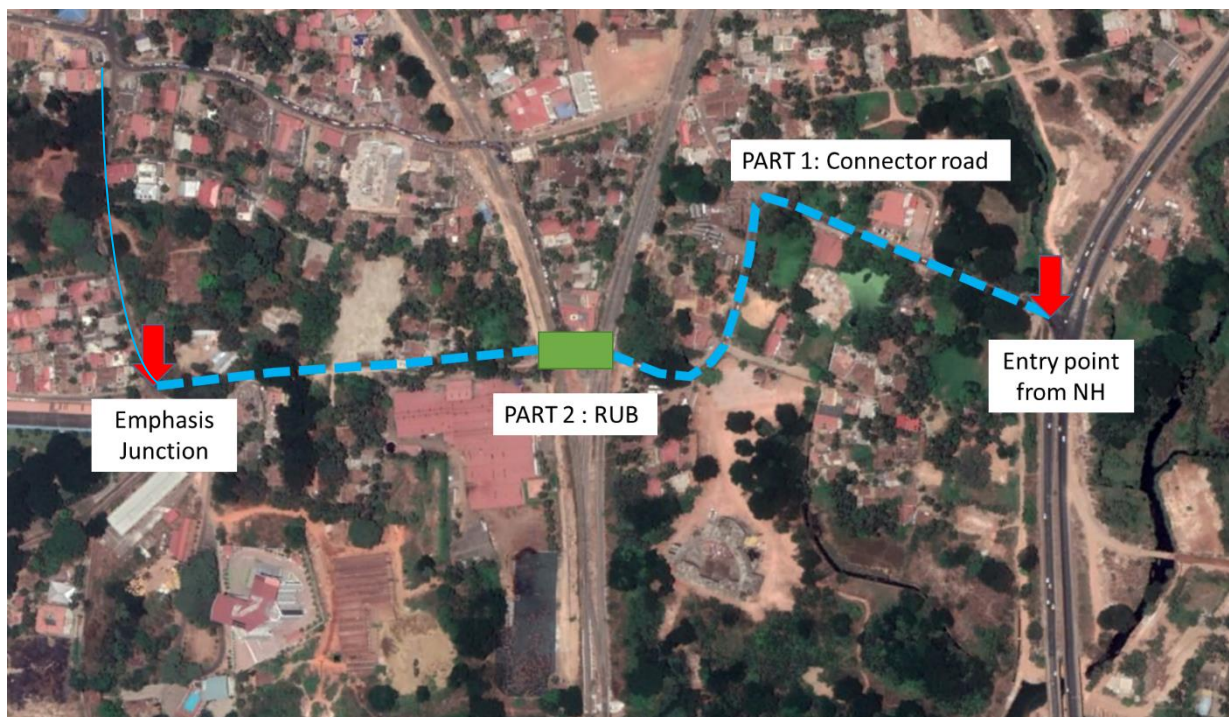 PART 1: Connector road
Entry point
from NH
PART 2 : RUB
Emphasis
Junction